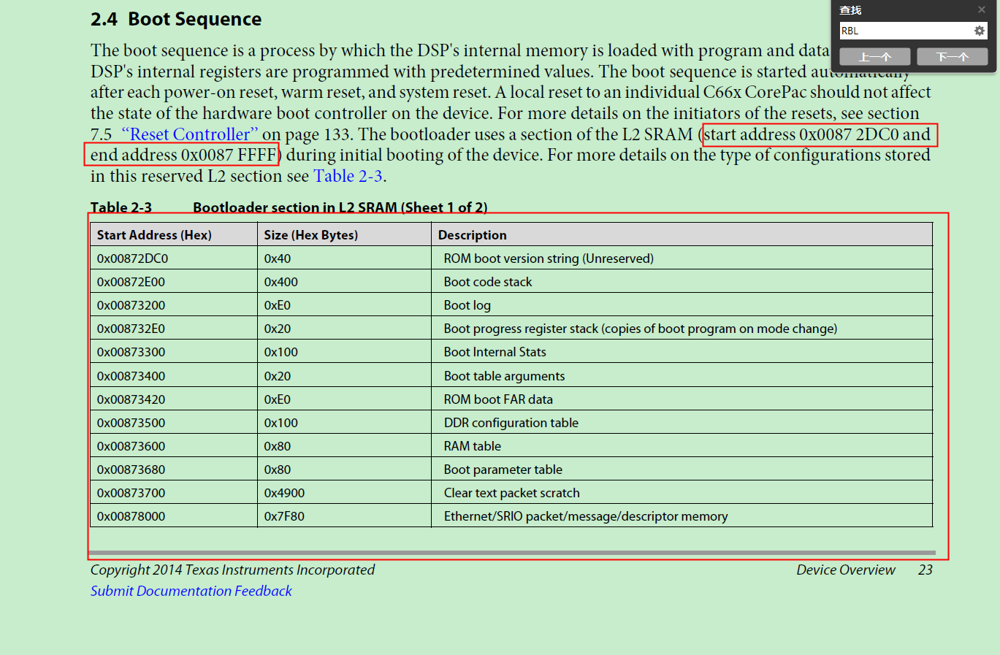 2.4 Boot Sequence
The boot sequence is a process by which the DSP's internal memory is loaded with program and data
DSP's internal registers are programmed with predetermined values. The boot sequence is started automatically
after each power-on reset, warm reset, and system reset. A local reset to an individual C66x CorePac should not affect
the state of the hardware boot controller on the device. For more details on the initiators of the resets, see section
7.5 “Reset Controller” on page 133. The bootloader uses a section of the L2 SRAM (start address 0x0087 2DC0 and
end address 0x0087 FFFF) during initial booting of the device. For more details on the type of configurations stored
in this reserved L2 section see Table 2-3.
查找
RBL
上一个 下一个
Table 2-3 Bootloader section in L2 SRAM (Sheet 1 of 2)
Start Address (Hex) Size (Hex Bytes) Description
0x00872DC0 0x40 ROM boot version string (Unreserved)
0x00872E00 0x400 Boot code stack
0x00873200 0xE0 Boot log
0x008732E0 0x20 Boot progress register stack (copies of boot program on mode change)
0x00873300 0x100 Boot Internal Stats
0x00873400 0x20 Boot table arguments
0x00873420 0xE0 ROM boot FAR data
0x00873500 0x100 DDR configuration table
0x00873600 0x80 RAM table
0x00873680 0x80 Boot parameter table
0x00873700 0x4900 Clear text packet scratch
0x00878000 0x7F80 Ethernet/SRIO packet/message/descriptor memory
Copyright 2014 Texas Instruments Incorporated Device Overview 23
Submit Documentation Feedback